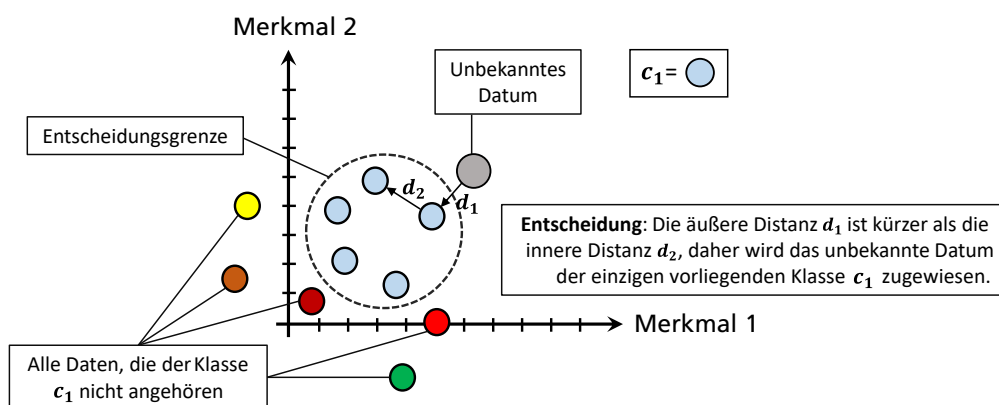 Merkmal 2
Unbekanntes
Datum
c₁=
Entscheidungsgrenze
d₂
d₁
Entscheidung: Die äußere Distanz d₁ ist kürzer als die
innere Distanz d₂, daher wird das unbekannte Datum
der einzigen vorliegenden Klasse c₁ zugewiesen.
Merkmal 1
Alle Daten, die der Klasse
c₁ nicht angehören